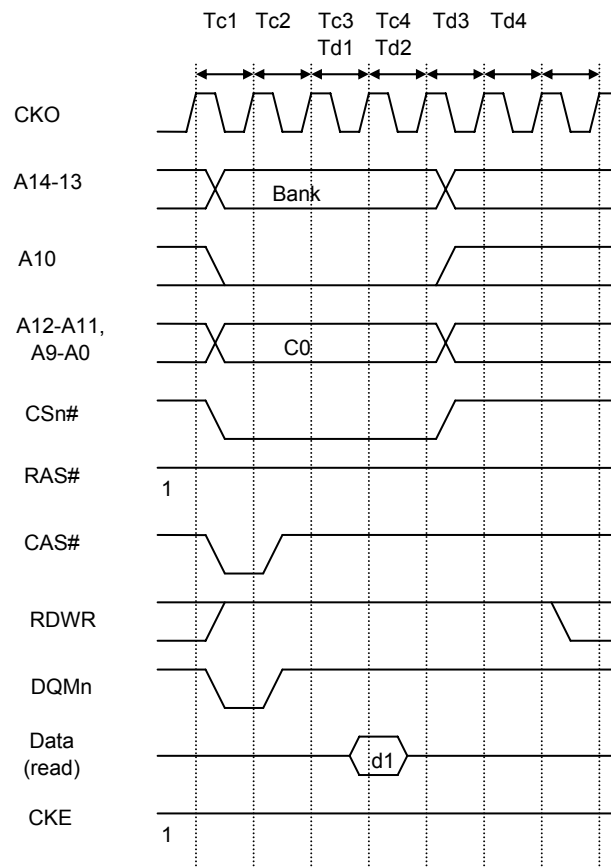 Tc1 Tc2 Tc3 Tc4 Td3 Td4
Td1 Td2
CKO
A14-13
Bank
A10
A12-A11,
A9-A0
C0
CSn#
RAS#
1
CAS#
RDWR
DQMn
Data
(read)
d1
CKE
1